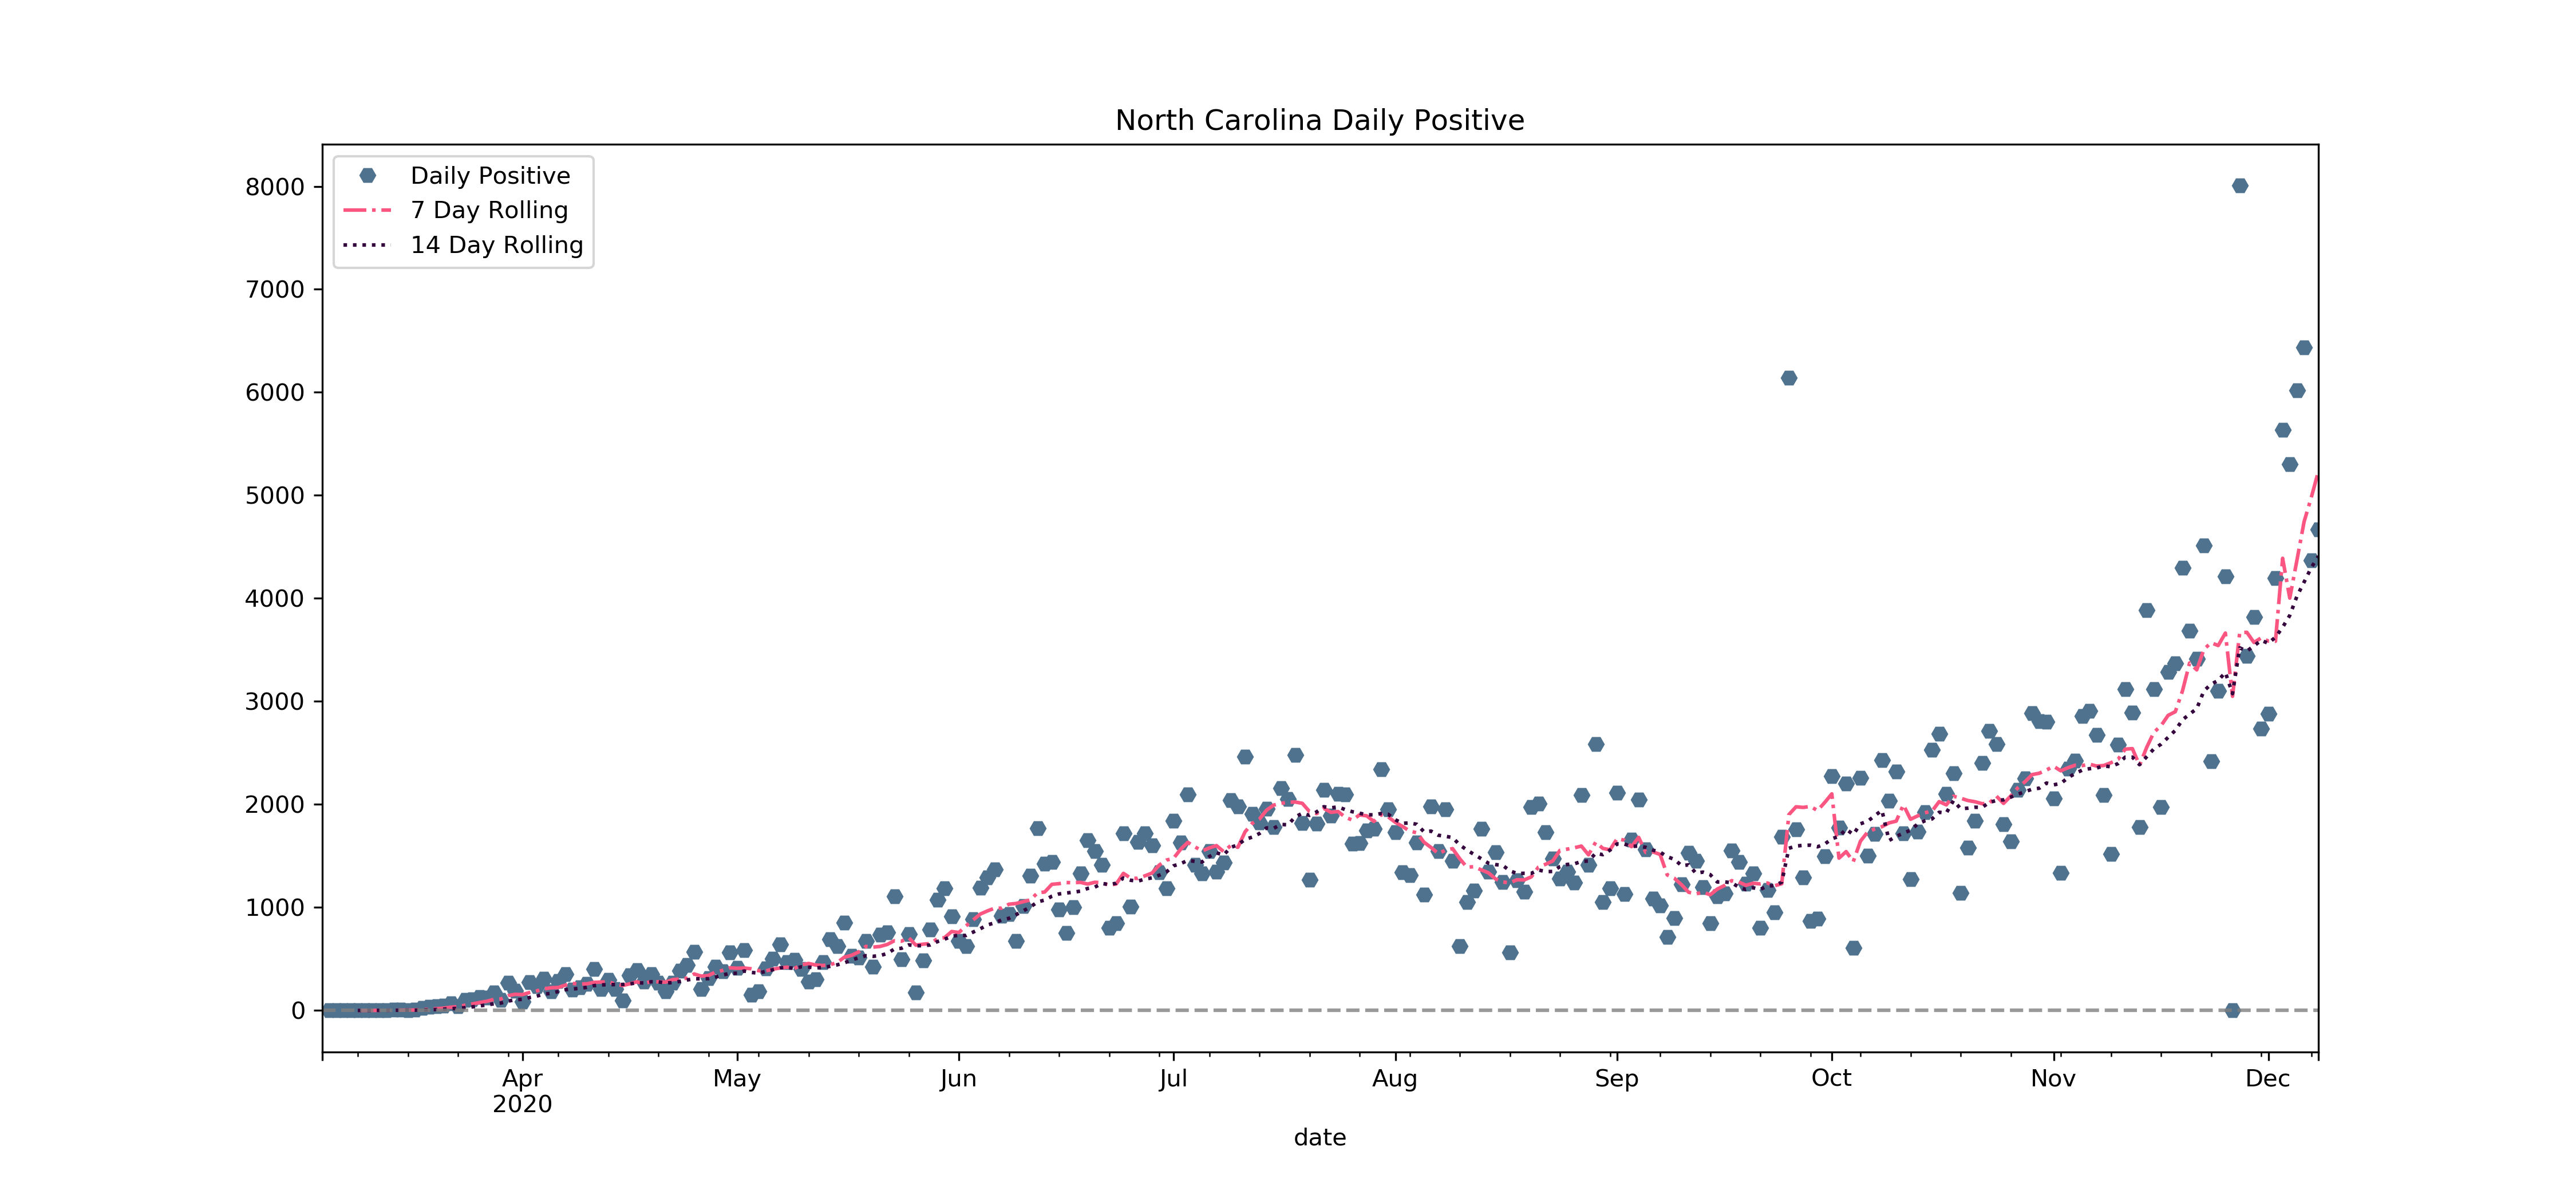 North Carolina Daily Positive
Daily Positive
7 Day Rolling
14 Day Rolling
8000
7000
6000
5000
4000
3000
2000
1000
0
Apr May Jun Jul Aug Sep Oct Nov Dec
2020
date